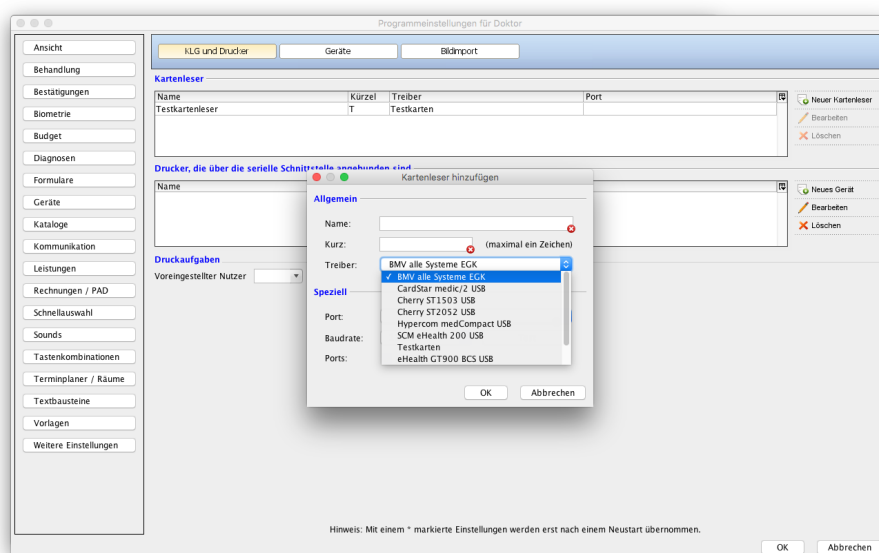 Programmeinstellungen für Doktor
Ansicht
Behandlung
Bestätigungen
Biometrie
Budget
Diagnosen
Formulare
Geräte
Kataloge
Kommunikation
Leistungen
Rechnungen / PAD
Schnellauswahl
Sounds
Tastenkombinationen
Terminplaner / Räume
Textbausteine
Vorlagen
Weitere Einstellungen
KLG und Drucker Geräte Bildimport
Kartenleser
Name Kürzel Treiber Port
Testkartenleser T Testkarten
Neuer Kartenleser
Bearbeiten
Löschen
Drucker, die über die serielle Schnittstelle angebunden sind
Name
Neues Gerät
Bearbeiten
Löschen
Druckaufgaben
Voreingestellter Nutzer
Kartenleser hinzufügen
Allgemein
Name:
Kurz: (maximal ein Zeichen)
Treiber: BMV alle Systeme EGK
✓ BMV alle Systeme EGK
CardStar medic/2 USB
Cherry ST1503 USB
Cherry ST2052 USB
Hypercom medCompact USB
SCM eHealth 200 USB
Testkarten
eHealth GT900 BCS USB
Speziell
Port:
Baudrate:
Ports:
OK Abbrechen
Hinweis: Mit einem * markierte Einstellungen werden erst nach einem Neustart übernommen.
OK Abbrechen